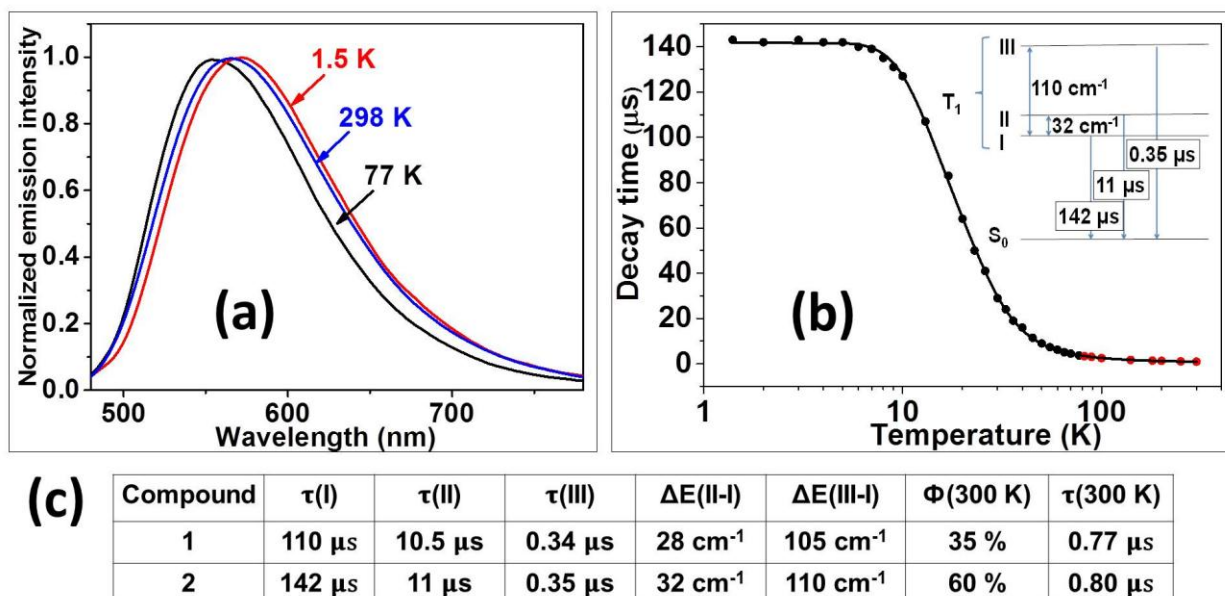 Normalized emission intensity
1.0
0.8
0.6
0.4
0.2
0.0
500 600 700
Wavelength (nm)
1.5 K
298 K
77 K
(a)
Decay time (μs)
140
120
100
80
60
40
20
0
1 10 100
Temperature (K)
(b)
III
T₁
110 cm⁻¹
II
32 cm⁻¹
I
0.35 μs
11 μs
142 μs
S₀
(c)
Compound τ(I) τ(II) τ(III) ΔE(II-I) ΔE(III-I) Φ(300 K) τ(300 K)
1 110 μs 10.5 μs 0.34 μs 28 cm⁻¹ 105 cm⁻¹ 35 % 0.77 μs
2 142 μs 11 μs 0.35 μs 32 cm⁻¹ 110 cm⁻¹ 60 % 0.80 μs